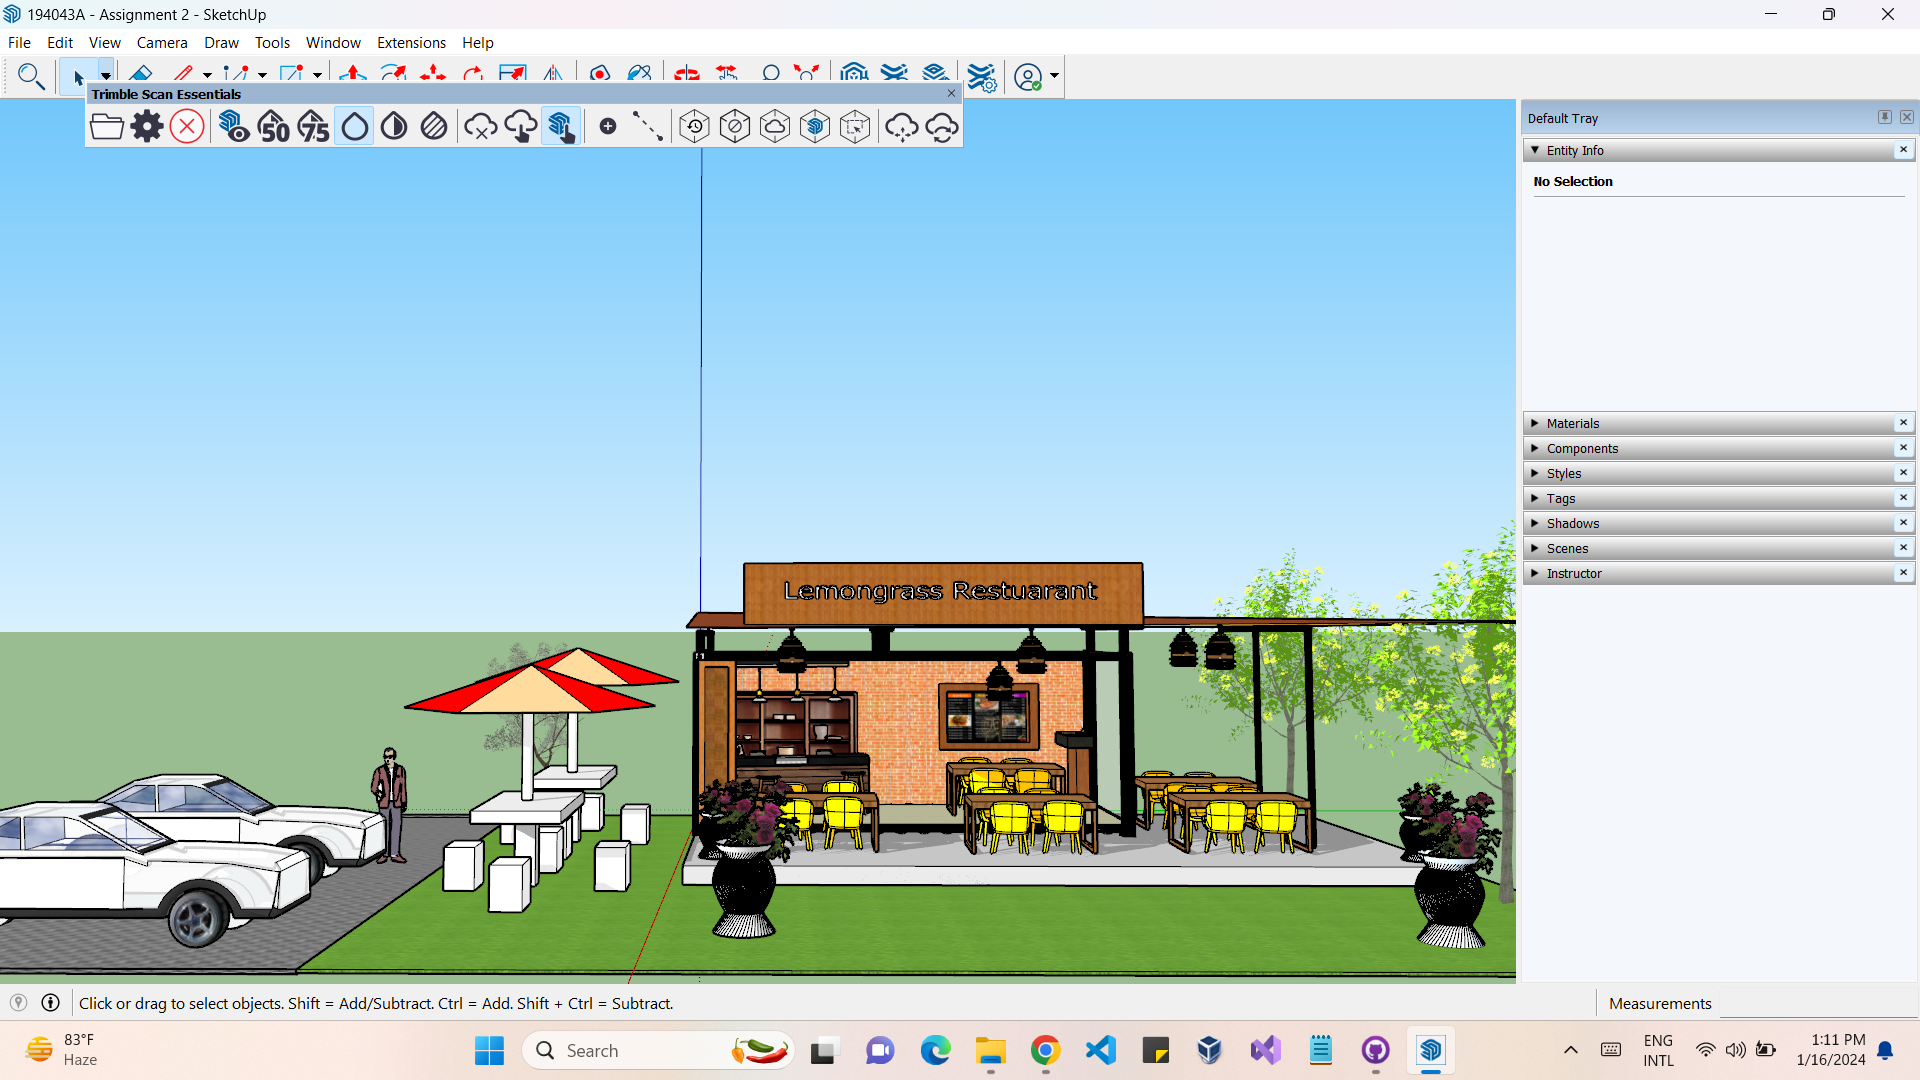 194043A - Assignment 2 - SketchUp
File Edit View Camera Draw Tools Window Extensions Help
Trimble Scan Essentials
50 75
Default Tray
Entity Info
No Selection
Materials
Components
Styles
Tags
Shadows
Scenes
Instructor
Lemongrass Restuarant
Click or drag to select objects. Shift = Add/Subtract. Ctrl = Add. Shift + Ctrl = Subtract.
Measurements
83°F
Haze
Search
ENG
INTL
1:11 PM
1/16/2024